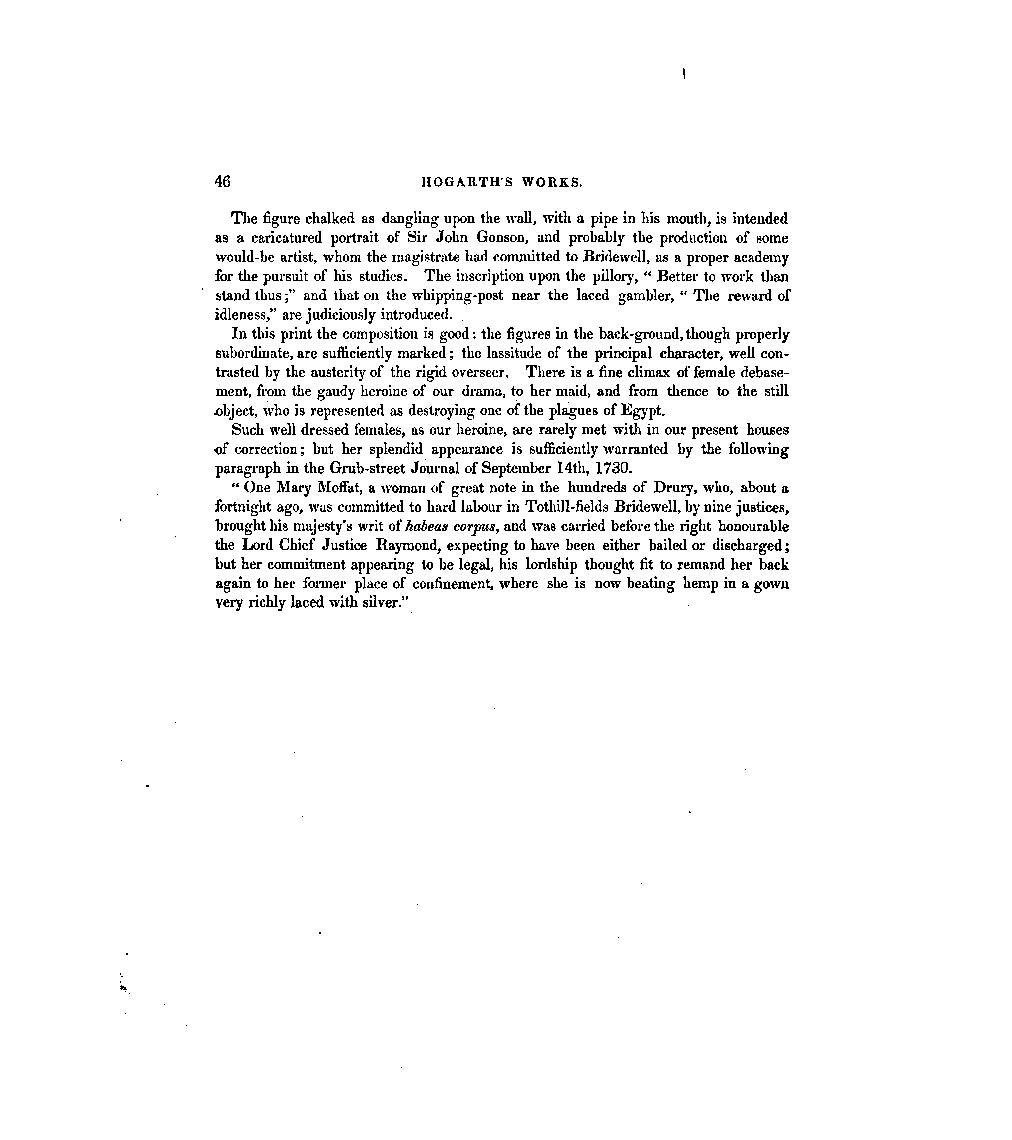 46 HOGARTH'S WORKS.
The figure chalked as dangling upon the wall, with a pipe in his mouth, is intended
as a caricatured portrait of Sir John Gonson, and probably the production of some
would-be artist, whom the magistrate had committed to Bridewell, as a proper academy
for the pursuit of his studies. The inscription upon the pillory, " Better to work than
stand thus;" and that on the whipping-post near the laced gambler, " The reward of
idleness," are judiciously introduced.
In this print the composition is good: the figures in the back-ground, though properly
subordinate, are sufficiently marked; the lassitude of the principal character, well con-
trasted by the austerity of the rigid overseer. There is a fine climax of female debase-
ment, from the gaudy heroine of our drama, to her maid, and from thence to the still
object, who is represented as destroying one of the plagues of Egypt.
Such well dressed females, as our heroine, are rarely met with in our present houses
of correction; but her splendid appearance is sufficiently warranted by the following
paragraph in the Grub-street Journal of September 14th, 1730.
" One Mary Moffat, a woman of great note in the hundreds of Drury, who, about a
fortnight ago, was committed to hard labour in Tothill-fields Bridewell, by nine justices,
brought his majesty's writ of habeas corpus, and was carried before the right honourable
the Lord Chief Justice Raymond, expecting to have been either bailed or discharged;
but her commitment appearing to be legal, his lordship thought fit to remand her back
again to her former place of confinement, where she is now beating hemp in a gown
very richly laced with silver."